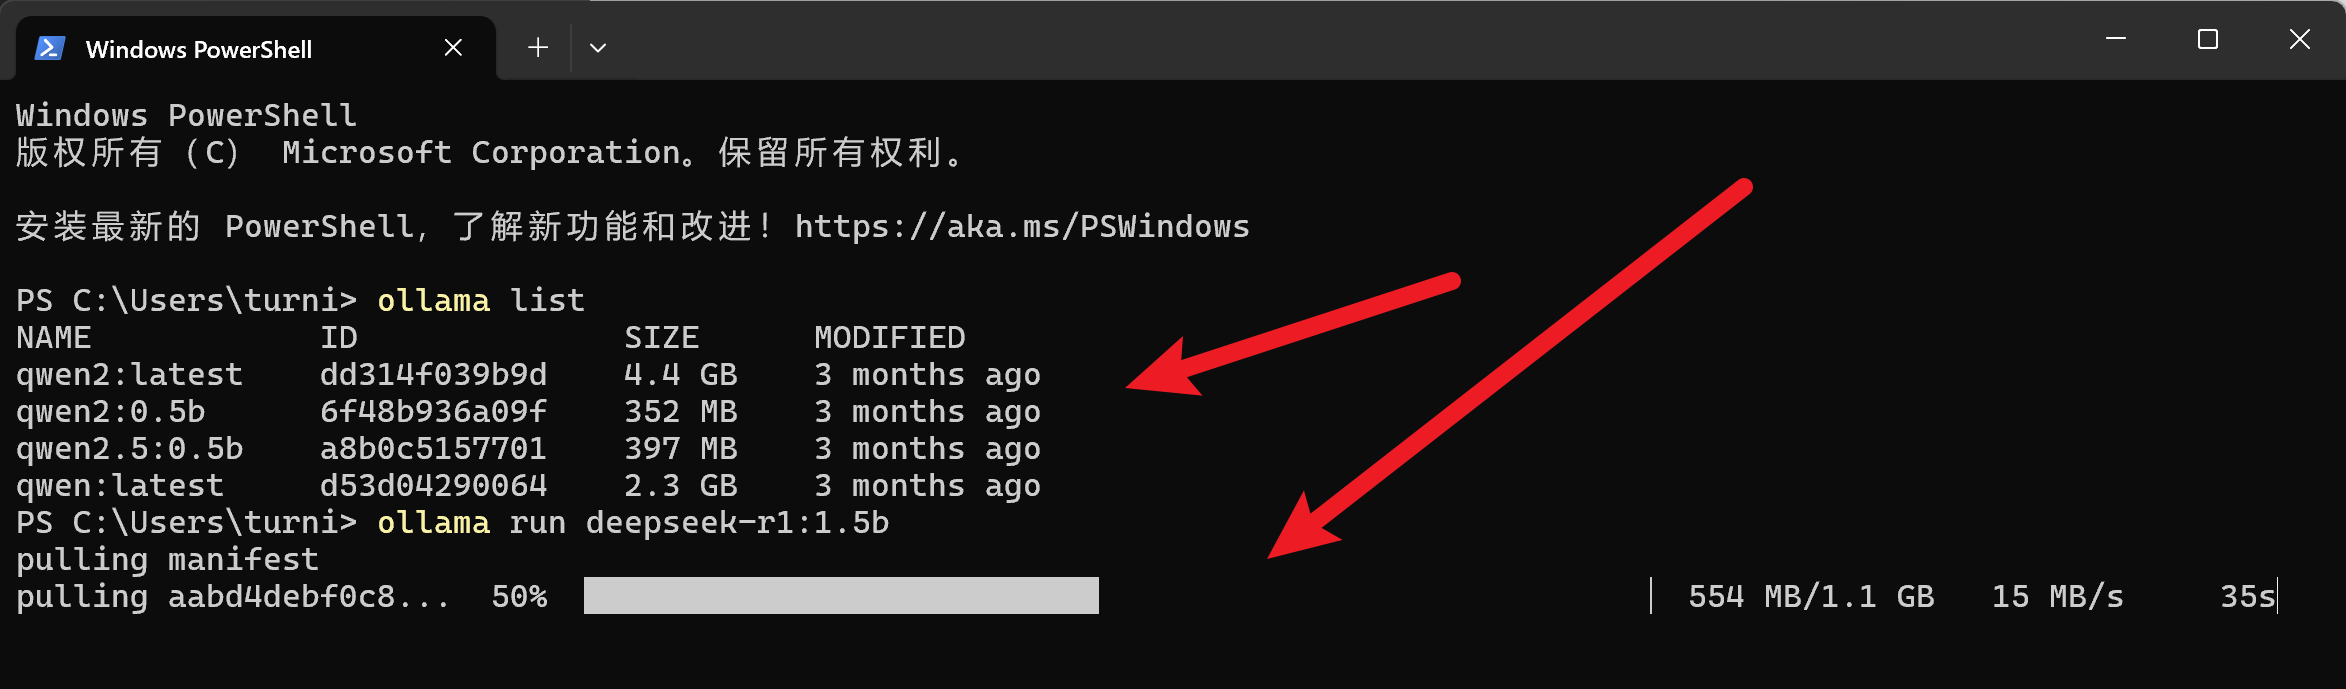 Windows PowerShell
Windows PowerShell
版权所有 (C) Microsoft Corporation。保留所有权利。
安装最新的 PowerShell，了解新功能和改进！https://aka.ms/PSWindows
PS C:\Users\turni> ollama list
NAME ID SIZE MODIFIED
qwen2:latest dd314f039b9d 4.4 GB 3 months ago
qwen2:0.5b 6f48b936a09f 352 MB 3 months ago
qwen2.5:0.5b a8b0c5157701 397 MB 3 months ago
qwen:latest d53d04290064 2.3 GB 3 months ago
PS C:\Users\turni> ollama run deepseek-r1:1.5b
pulling manifest
pulling aabd4debf0c8... 50% 554 MB/1.1 GB 15 MB/s 35s